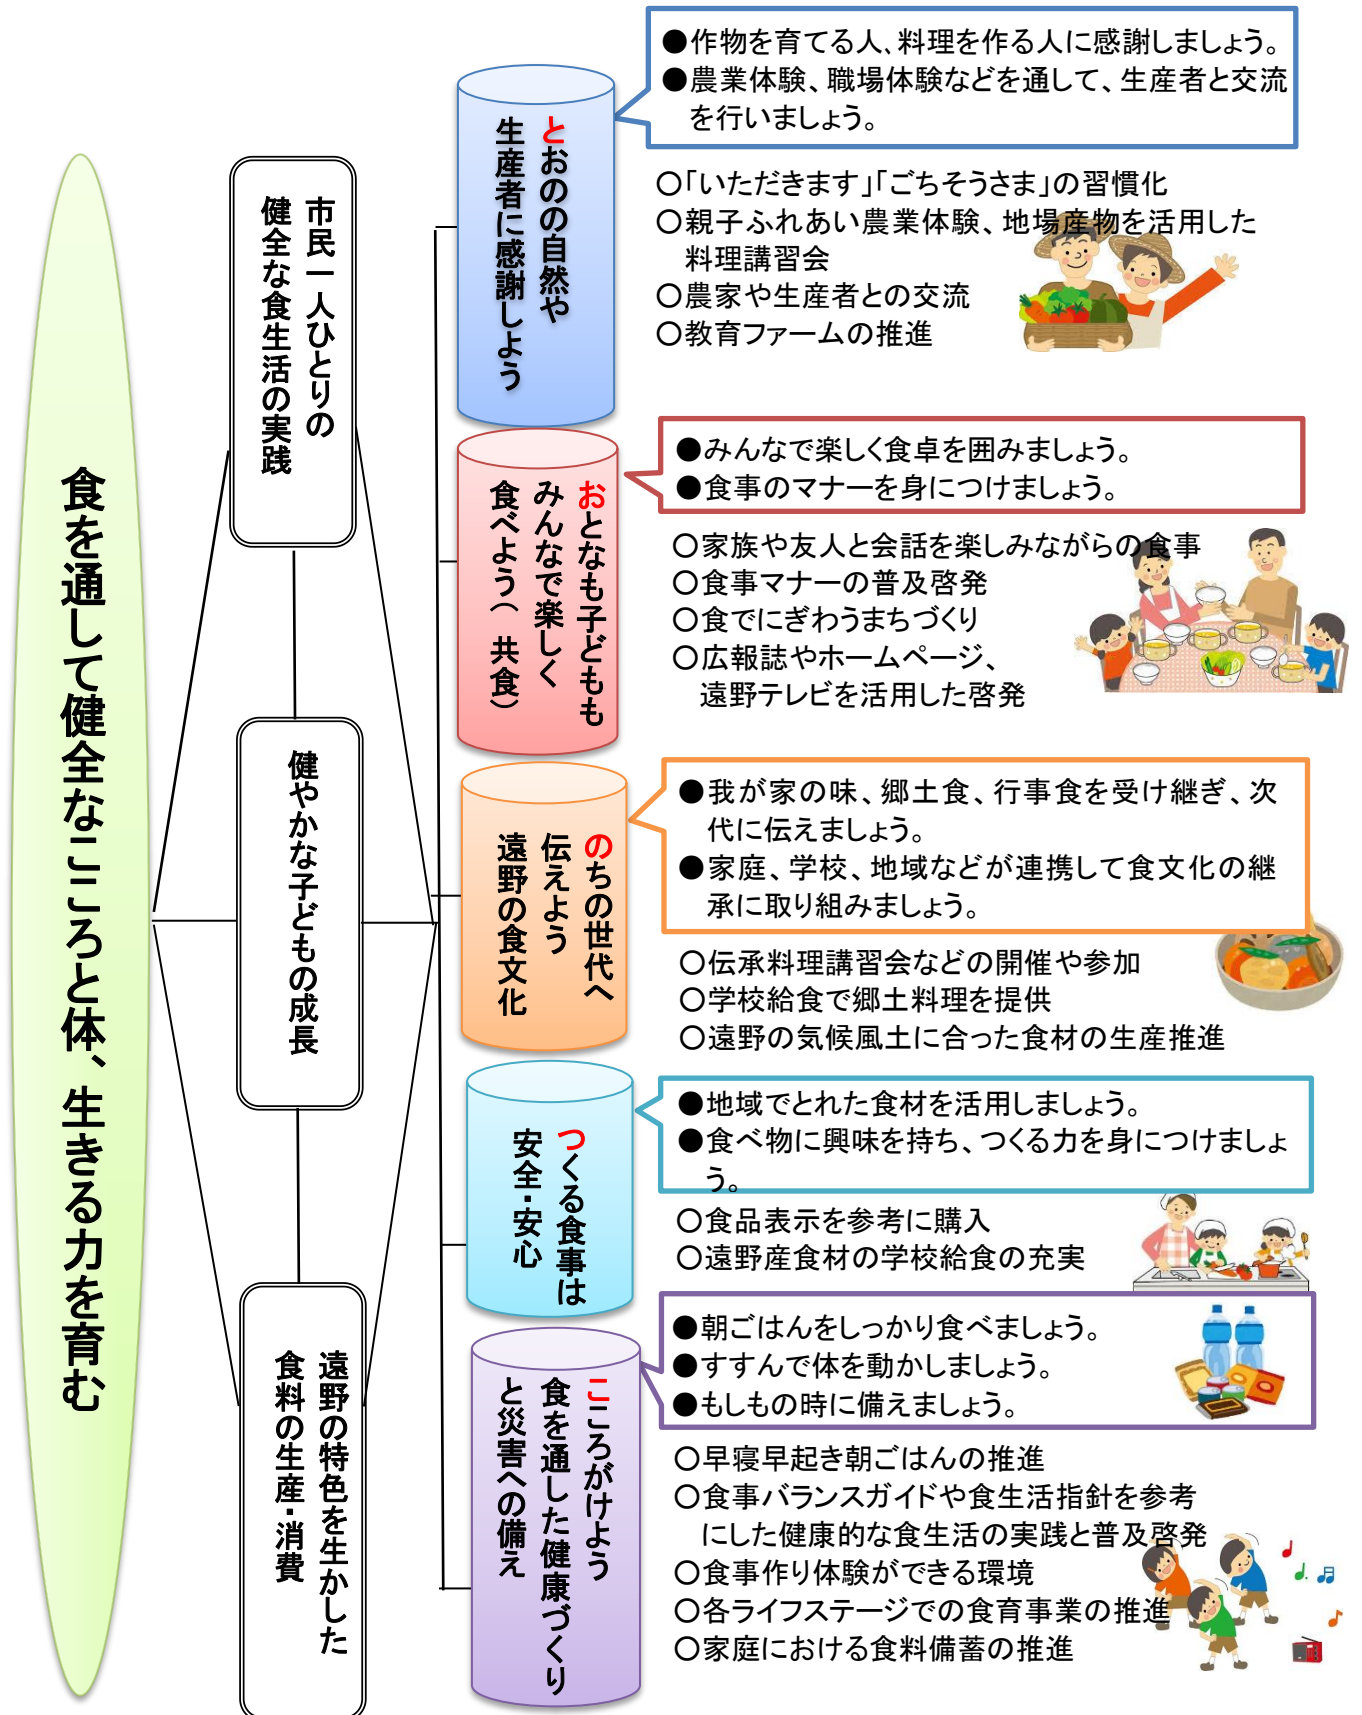 食を通して健全なこころと体、生きる力を育む
市民一人ひとりの
健全な食生活の実践
健やかな子どもの成長
遠野の特色を生かした
食料の生産・消費
とおのの自然や
生産者に感謝しよう
●作物を育てる人、料理を作る人に感謝しましょう。
●農業体験、職場体験などを通して、生産者と交流
を行いましょう。
○「いただきます」「ごちそうさま」の習慣化
○親子ふれあい農業体験、地場産物を活用した
料理講習会
○農家や生産者との交流
○教育ファームの推進
おとなも子どもも
みんなで楽しく
食べよう（共食）
●みんなで楽しく食卓を囲みましょう。
●食事のマナーを身につけましょう。
○家族や友人と会話を楽しみながらの食事
○食事マナーの普及啓発
○食でにぎわうまちづくり
○広報誌やホームページ、
遠野テレビを活用した啓発
のちの世代へ
伝えよう
遠野の食文化
●我が家の味、郷土食、行事食を受け継ぎ、次
代に伝えましょう。
●家庭、学校、地域などが連携して食文化の継
承に取り組みましょう。
○伝承料理講習会などの開催や参加
○学校給食で郷土料理を提供
○遠野の気候風土に合った食材の生産推進
つくる食事は
安全・安心
●地域でとれた食材を活用しましょう。
●食べ物に興味を持ち、つくる力を身につけましょ
う。
○食品表示を参考に購入
○遠野産食材の学校給食の充実
こころがけよう
食を通した健康づくり
と災害への備え
●朝ごはんをしっかり食べましょう。
●すすんで体を動かしましょう。
●もしもの時に備えましょう。
○早寝早起き朝ごはんの推進
○食事バランスガイドや食生活指針を参考
にした健康的な食生活の実践と普及啓発
○食事作り体験ができる環境
○各ライフステージでの食育事業の推進
○家庭における食料備蓄の推進